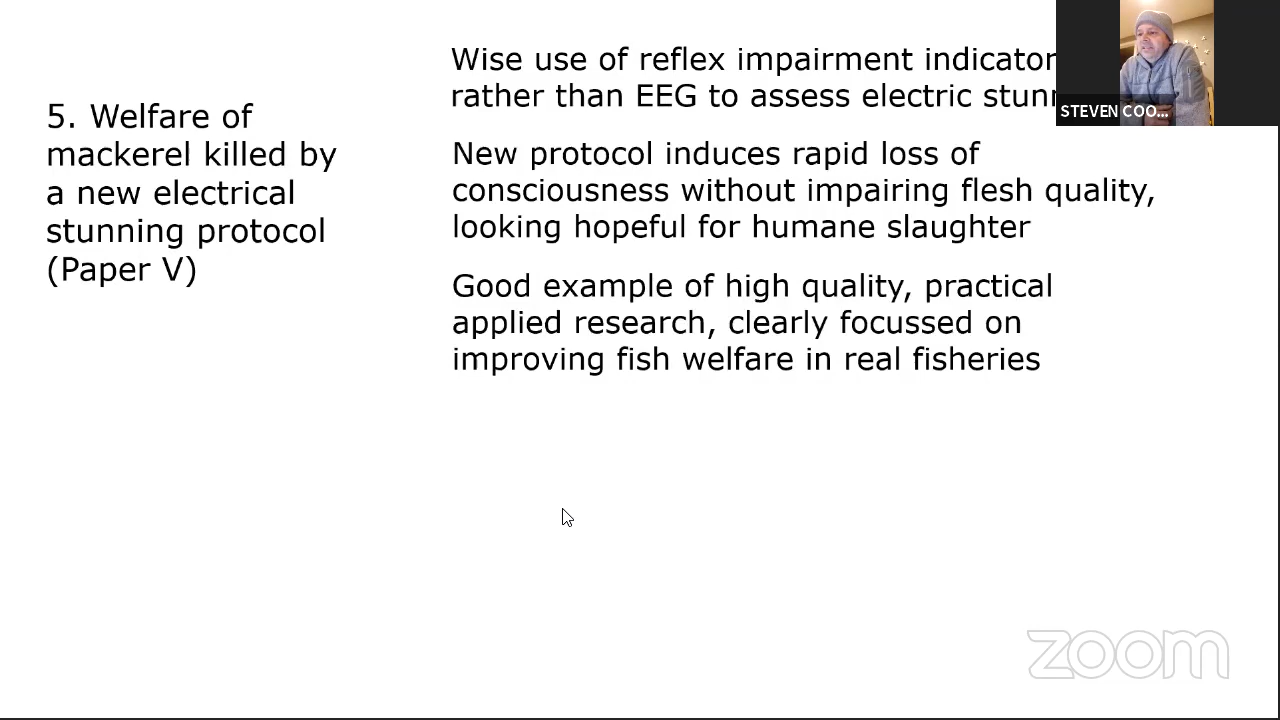 5. Welfare of
mackerel killed by
a new electrical
stunning protocol
(Paper V)
Wise use of reflex impairment indicator
rather than EEG to assess electric
New protocol induces rapid loss of
consciousness without impairing flesh quality,
looking hopeful for humane slaughter
Good example of high quality, practical
applied research, clearly focussed on
improving fish welfare in real fisheries
STEVEN COO...
zoom